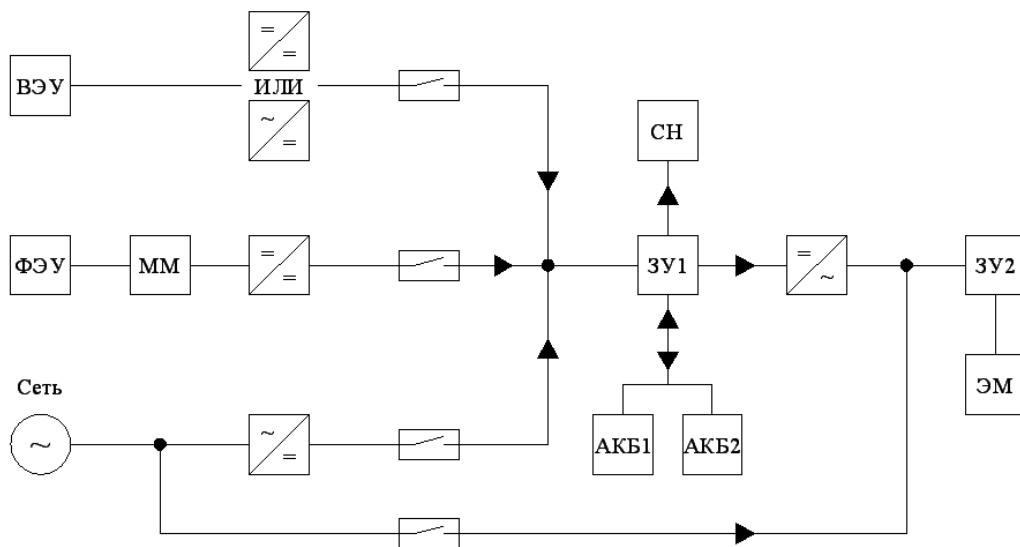 =
=
ВЭУ
ИЛИ
~
=
СН
ФЭУ
ММ
=
=
ЗУ1
=
~
ЗУ2
Сеть
ЭМ
~
~
=
АКБ1
АКБ2